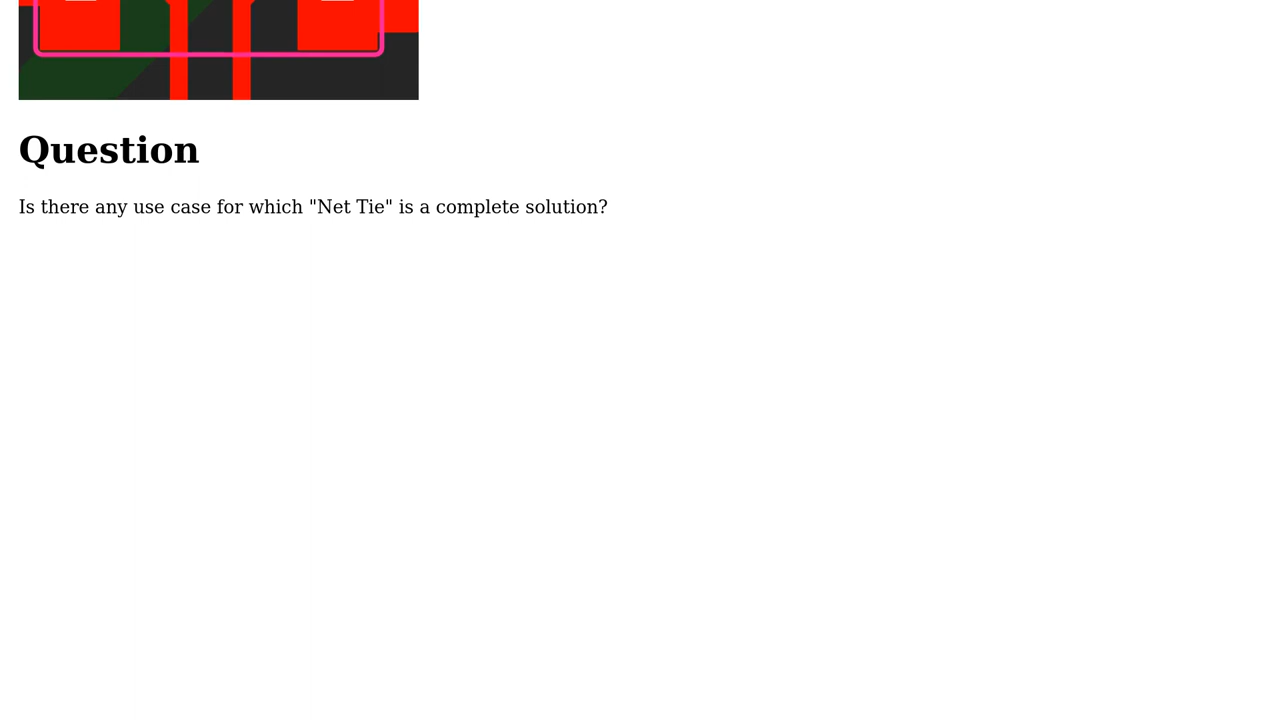 Question
Is there any use case for which "Net Tie" is a complete solution?